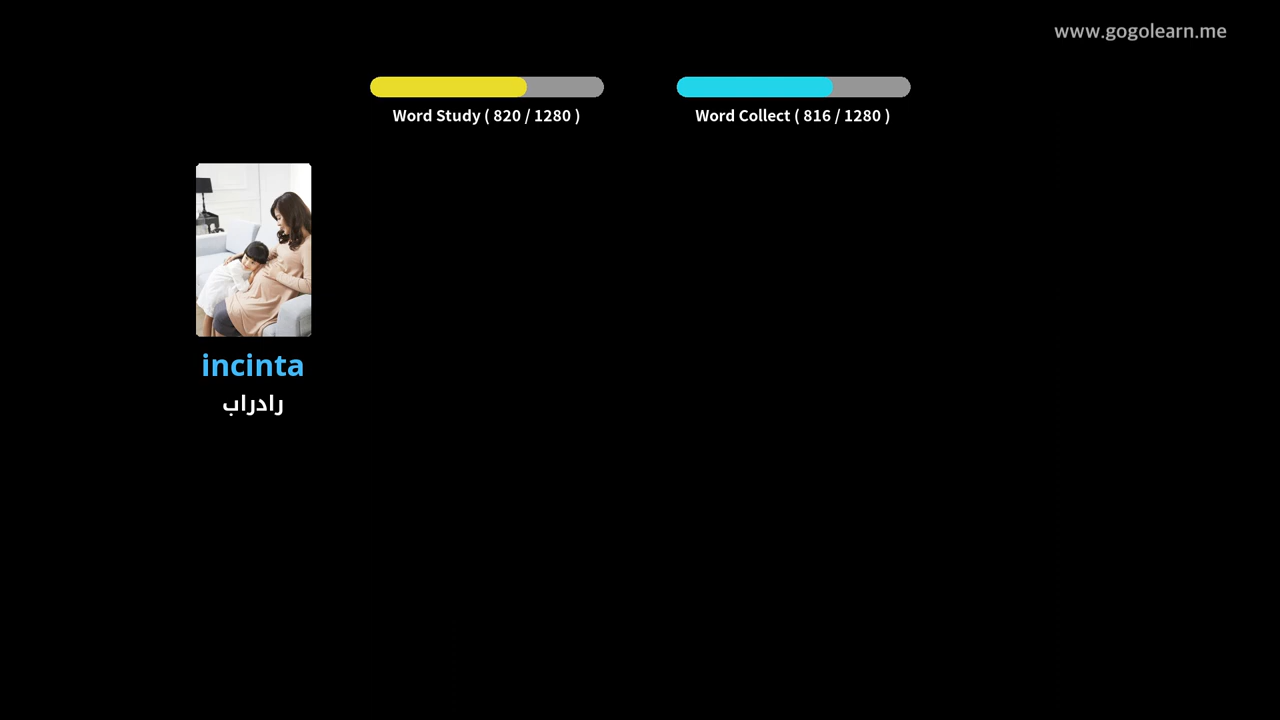 www.gogolearn.me
Word Study ( 820 / 1280 )
Word Collect ( 816 / 1280 )
incinta
رادراب